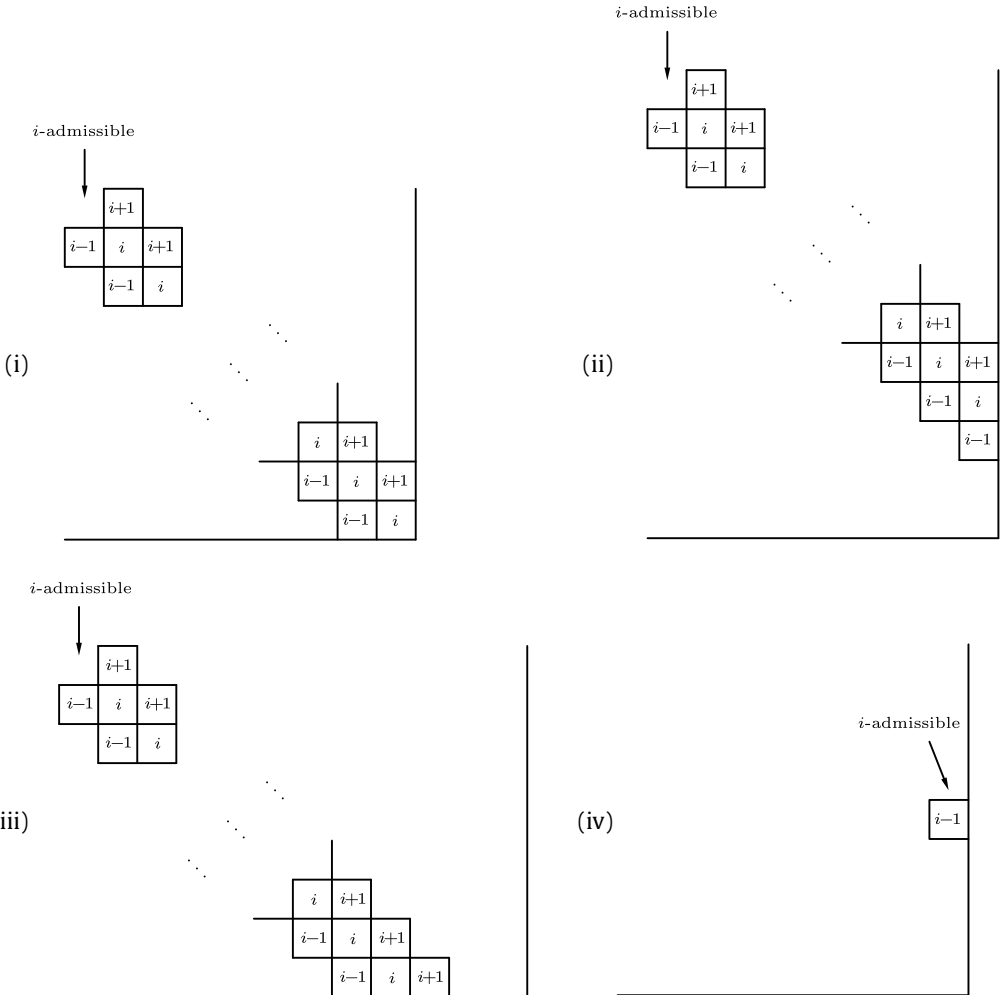 i-admissible
i+1
i−1 i i+1
i−1 i
(i)
i i+1
i−1 i i+1
i−1 i
i-admissible
i+1
i−1 i i+1
i−1 i
(ii)
i i+1
i−1 i i+1
i−1 i
i−1
i-admissible
i+1
i−1 i i+1
i−1 i
iii)
i i+1
i−1 i i+1
i−1 i i+1
i-admissible
(iv)
i−1